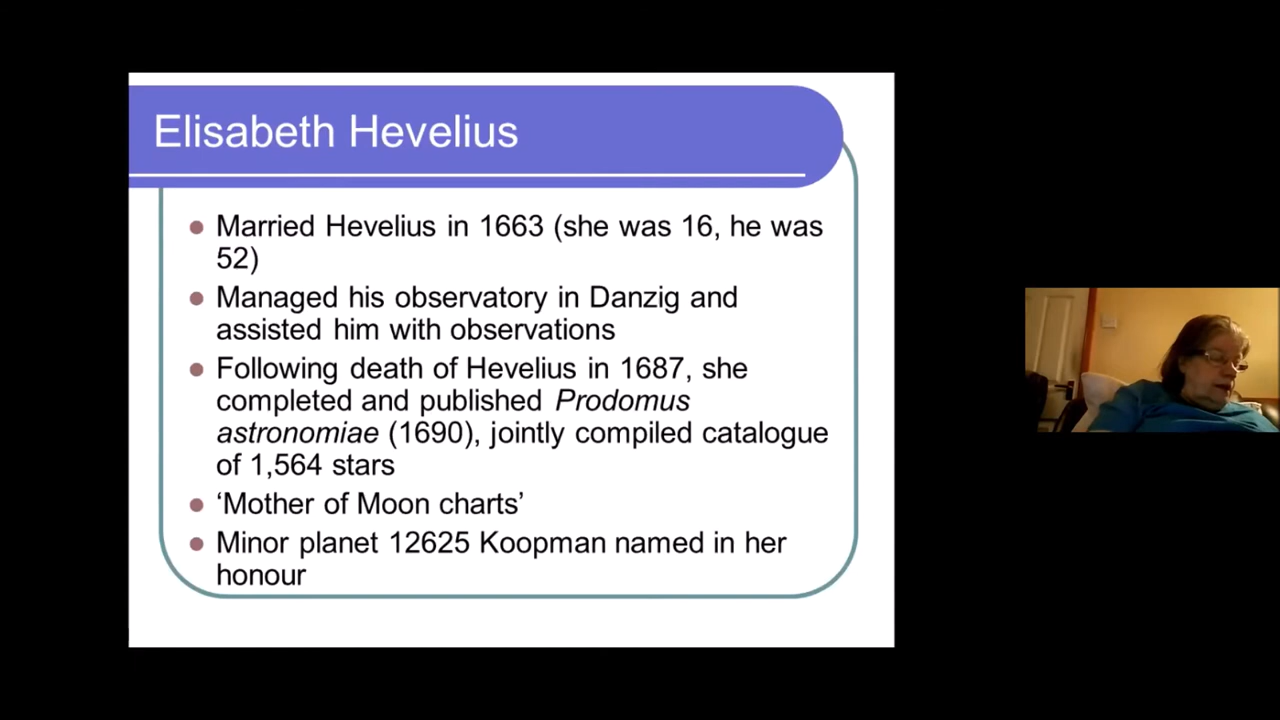 Elisabeth Hevelius
Married Hevelius in 1663 (she was 16, he was
52)
Managed his observatory in Danzig and
assisted him with observations
Following death of Hevelius in 1687, she
completed and published Prodomus
astronomiae (1690), jointly compiled catalogue
of 1,564 stars
‘Mother of Moon charts’
Minor planet 12625 Koopman named in her
honour